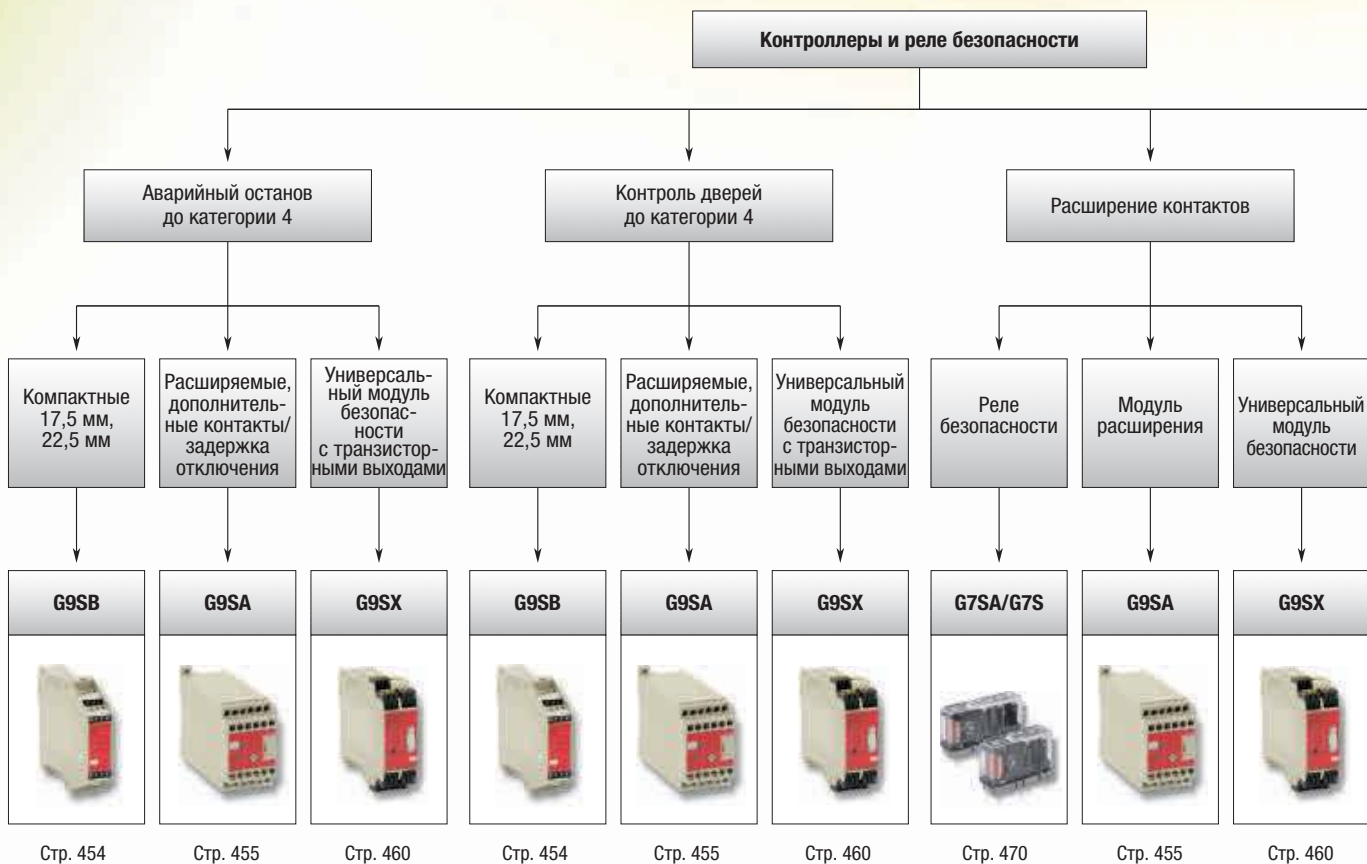 Контроллеры и реле безопасности
Аварийный останов
до категории 4
Контроль дверей
до категории 4
Расширение контактов
Компактные
17,5 мм,
22,5 мм
Расширяемые,
дополнитель-
ные контакты/
задержка
отключения
Универсаль-
ный модуль
безопас-
ности
с транзистор-
ными выходами
Компактные
17,5 мм,
22,5 мм
Расширяемые,
дополнитель-
ные контакты/
задержка
отключения
Универсальный
модуль
безопасности
с транзистор-
ными выходами
Реле
безопасности
Модуль
расширения
Универсальный
модуль
безопасности
G9SB
G9SA
G9SX
G9SB
G9SA
G9SX
G7SA/G7S
G9SA
G9SX
Стр. 454
Стр. 455
Стр. 460
Стр. 454
Стр. 455
Стр. 460
Стр. 470
Стр. 455
Стр. 460